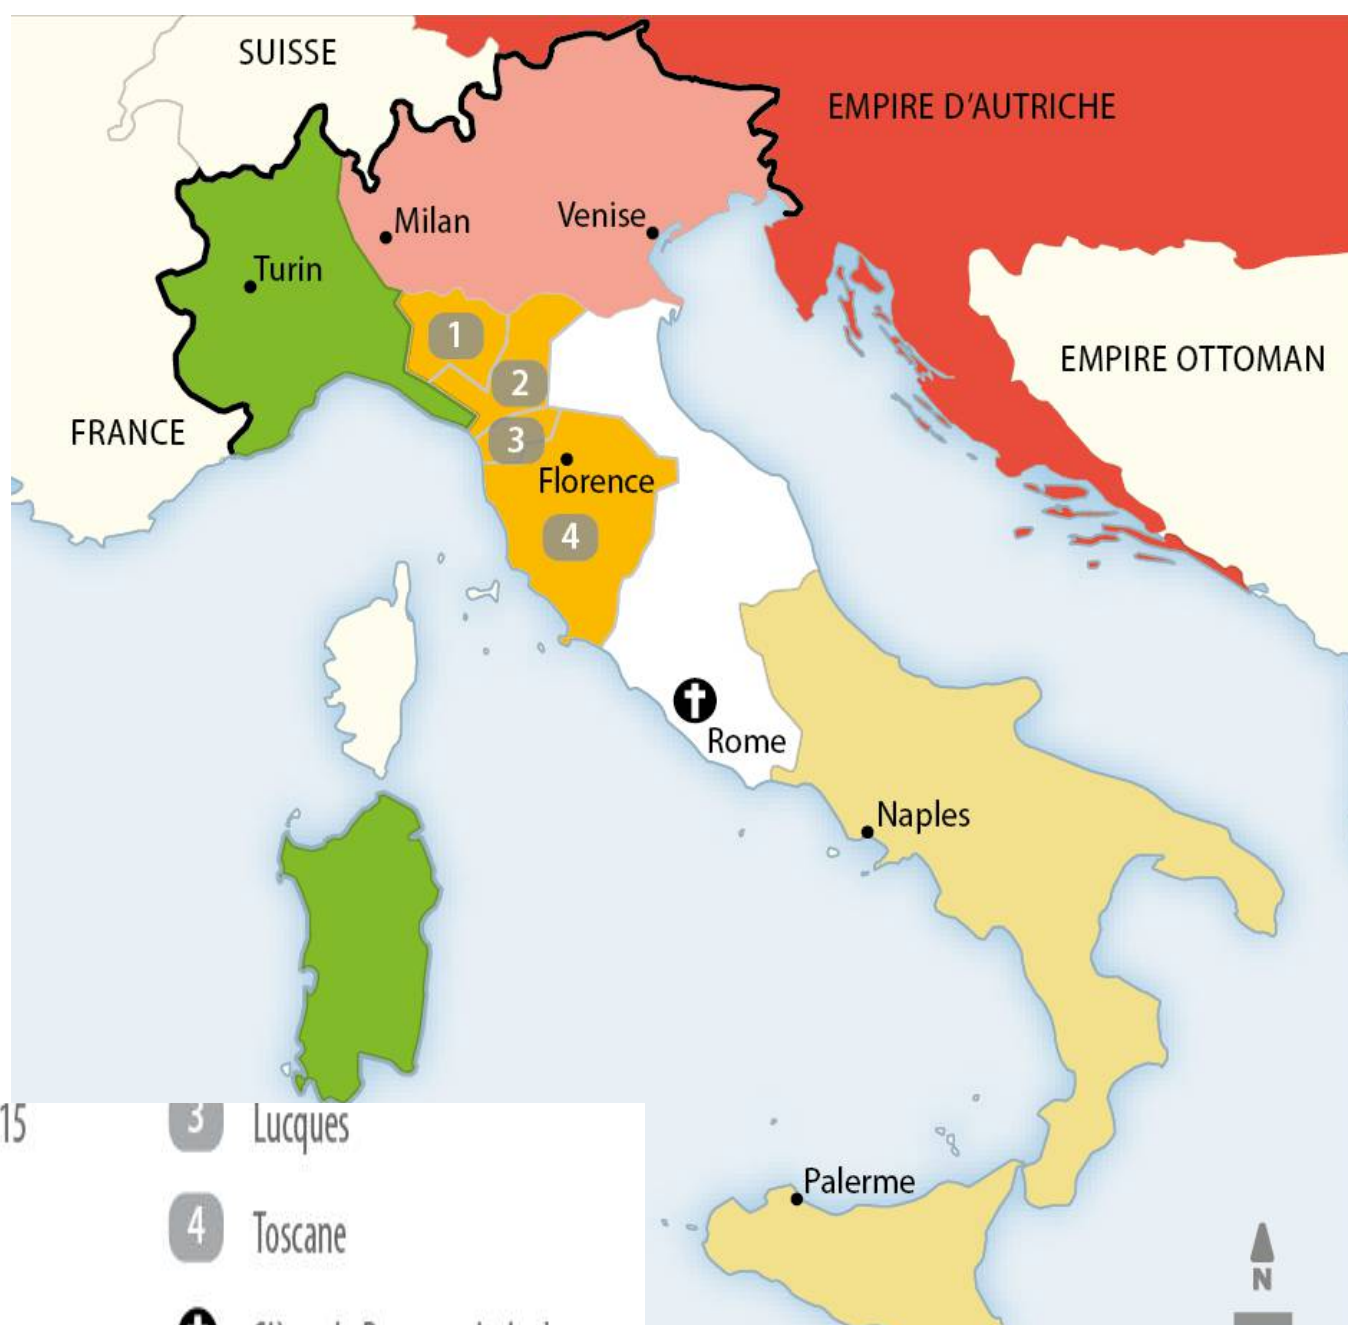 SUISSE
EMPIRE D'AUTRICHE
Milan
Venise
Turin
1
EMPIRE OTTOMAN
2
FRANCE
3
Florence
4
Rome
Naples
15
3 Lucques
Palerme
4 Toscane
N